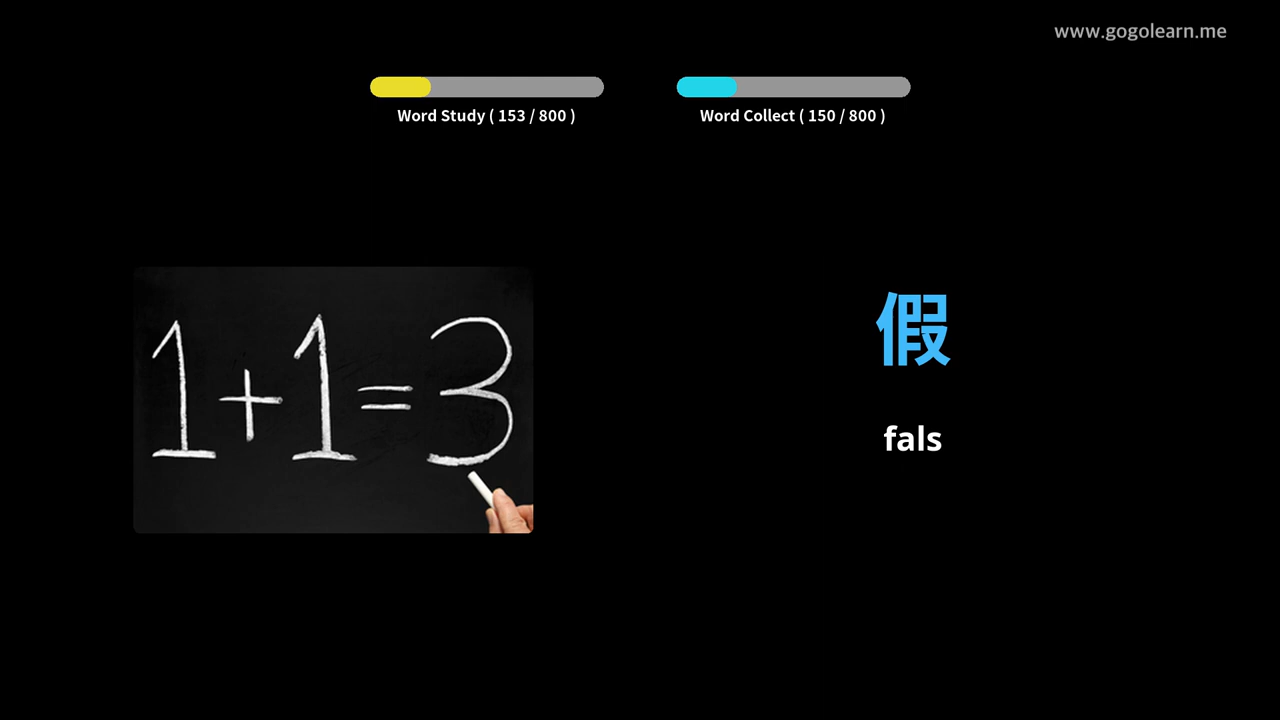 www.gogolearn.me
Word Study ( 153 / 800 )
Word Collect ( 150 / 800 )
1+1=3
假
fals